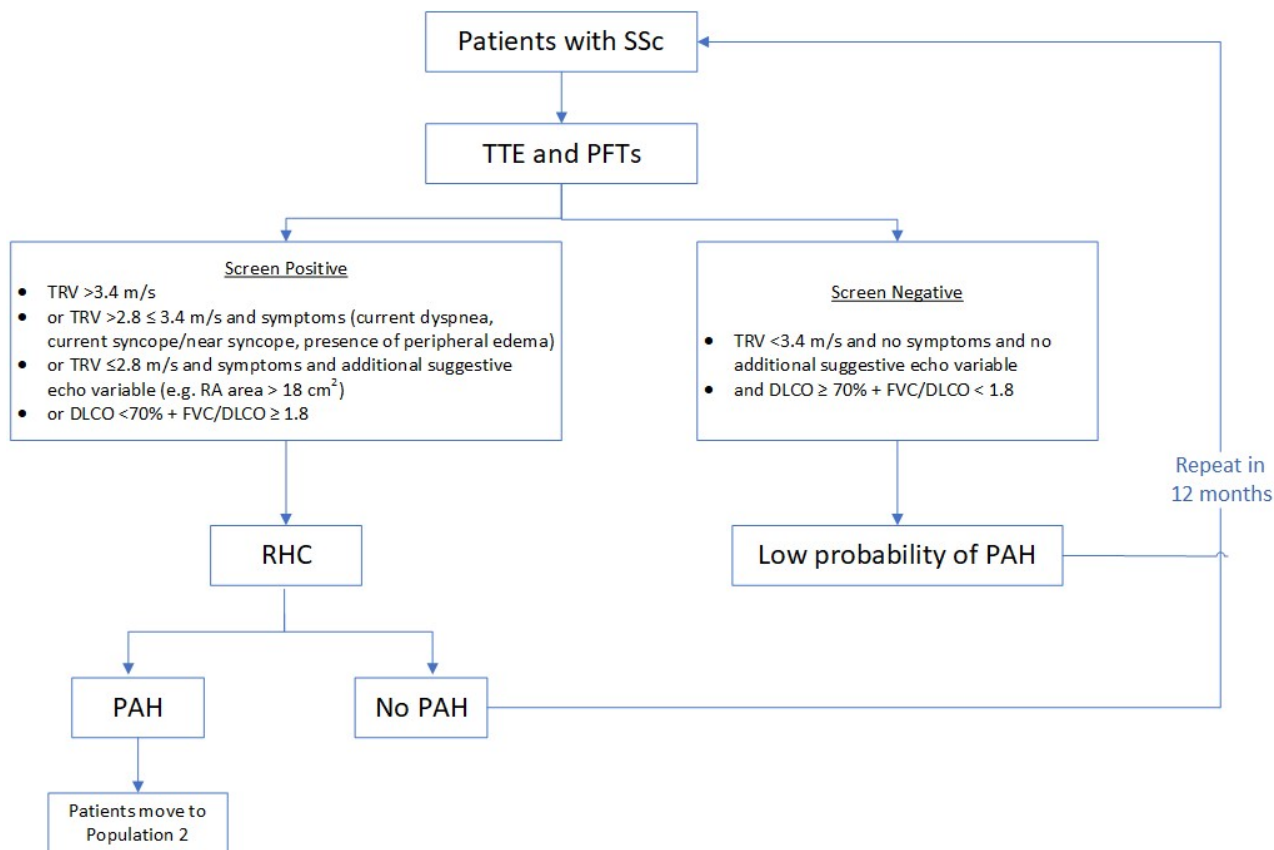 Patients with SSc
TTE and PFTs
Screen Positive
• TRV >3.4 m/s
• or TRV >2.8 ≤ 3.4 m/s and symptoms (current dyspnea,
current syncope/near syncope, presence of peripheral edema)
• or TRV ≤2.8 m/s and symptoms and additional suggestive
echo variable (e.g. RA area > 18 cm²)
• or DLCO <70% + FVC/DLCO ≥ 1.8
Screen Negative
• TRV <3.4 m/s and no symptoms and no
additional suggestive echo variable
• and DLCO ≥ 70% + FVC/DLCO < 1.8
Repeat in
12 months
RHC
Low probability of PAH
PAH
No PAH
Patients move to
Population 2